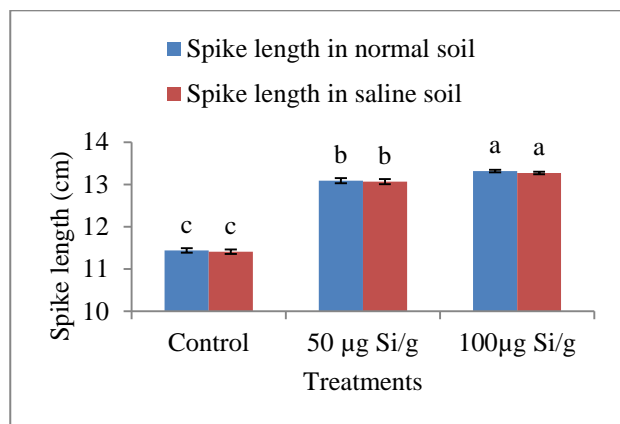 Spike length in normal soil
Spike length in saline soil
Spike length (cm)
14
13
12
11
10
c c
b b
a a
Control 50 µg Si/g 100µg Si/g
Treatments